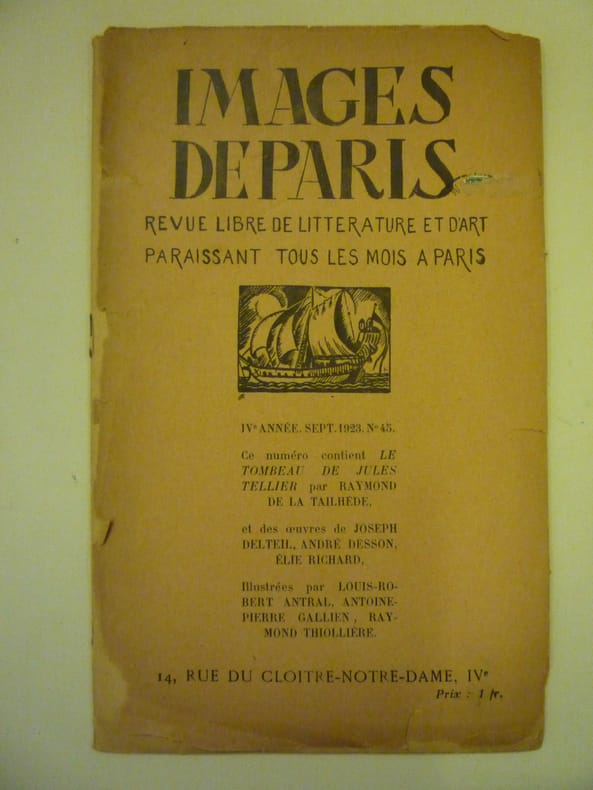 IMAGES
DE PARIS
REVUE LIBRE DE LITTERATURE ET D'ART
PARAISSANT TOUS LES MOIS A PARIS
IVe ANNÉE. SEPT. 1923. No 45.
Ce numéro contient LE
TOMBEAU DE JULES
TELLIER par RAYMOND
DE LA TAILHÈDE,
et des œuvres de JOSEPH
DELTEIL, ANDRÉ DESSON,
ÉLIE RICHARD,
Illustrées par LOUIS-RO-
BERT ANTRAL, ANTOINE-
PIERRE GALLIEN, RAY-
MOND THIOLLIÈRE.
14, RUE DU CLOITRE-NOTRE-DAME, IVe
Prix : 1 fr.